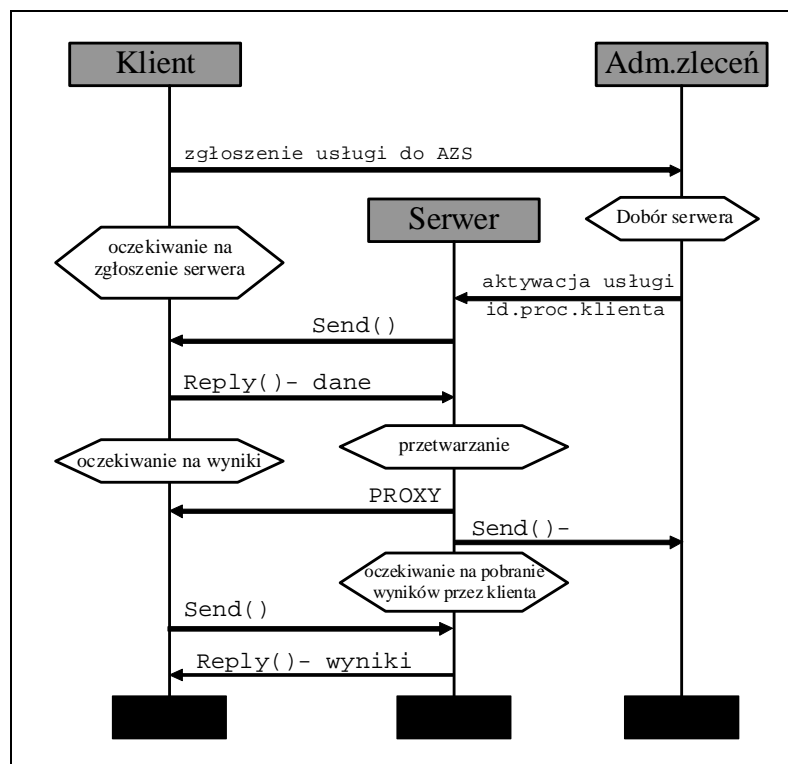 Klient
Adm.zleceń
zgłoszenie usługi do AZS
Serwer
Dobór serwera
oczekiwanie na
zgłoszenie serwera
aktywacja usługi
id.proc.klienta
Send()
Reply()- dane
przetwarzanie
oczekiwanie na wyniki
PROXY
Send()-
oczekiwanie na pobranie
wyników przez klienta
Send()
Reply()- wyniki